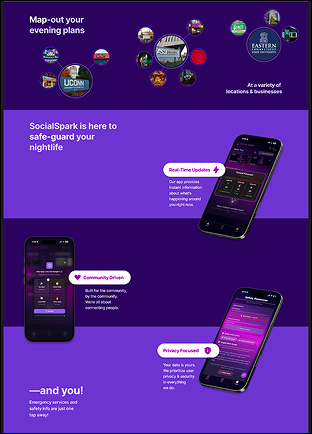 Map-out your
evening plans
UCONN
EASTERN
At a variety of
locations & businesses
SocialSpark is here to
safe-guard your
nightlife
Real-Time Updates
Our app provides
instant information
about what's
happening around
you right now.
Community Driven
Built for the community,
by the community.
We're all about
connecting people.
Privacy Focused
Your data is yours.
We prioritize user
privacy & security
in everything
we do.
—and you!
Emergency services and
safety info are just one
tap away!